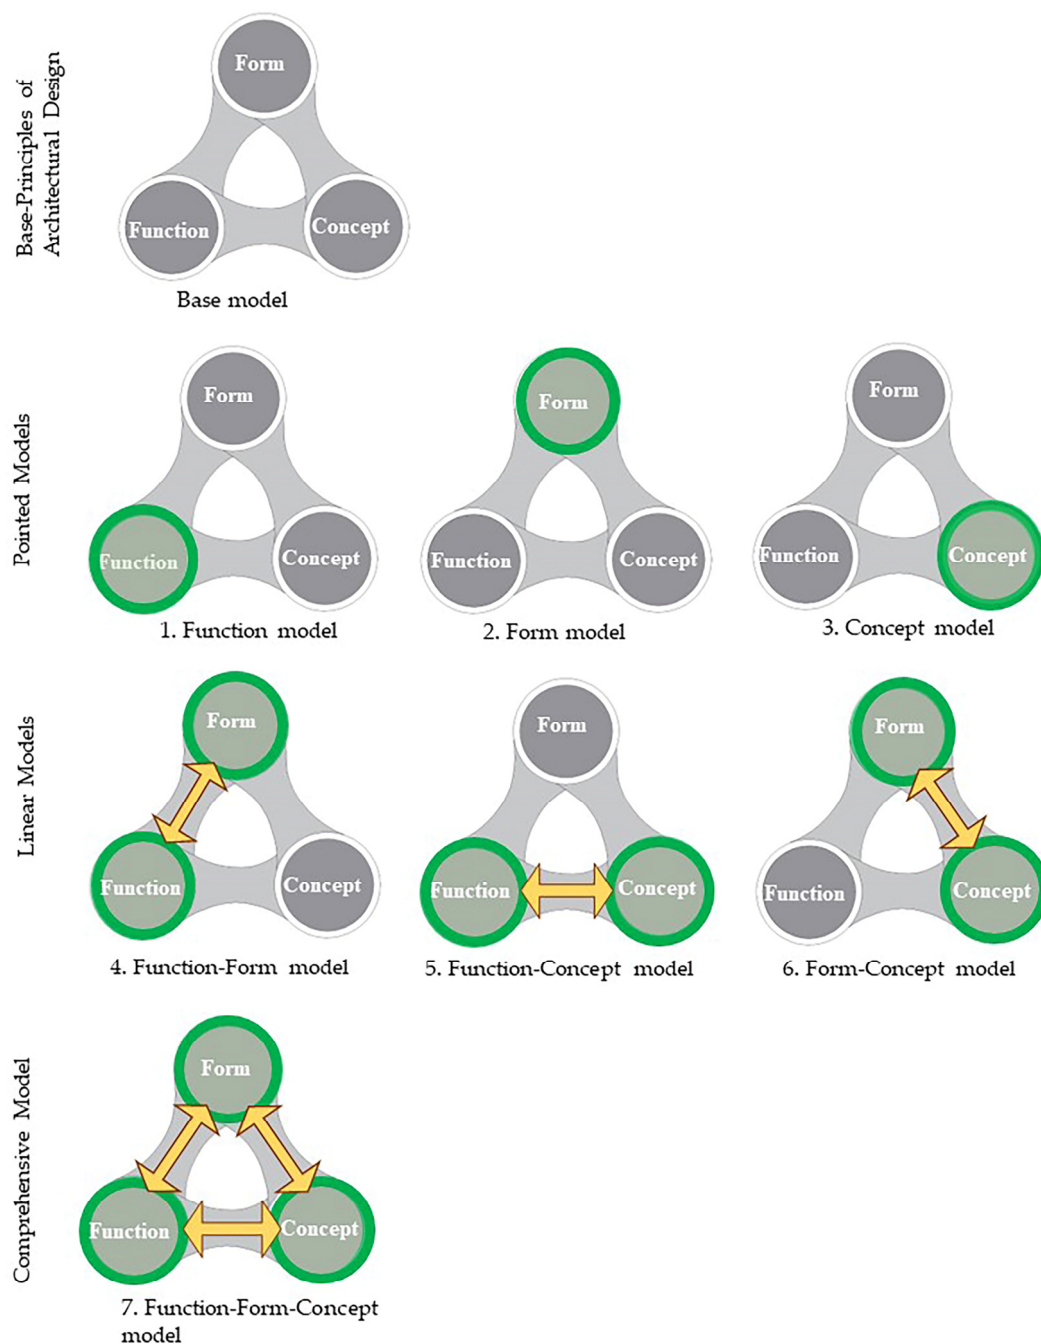 Base-Principles of
Architectural Design
Form
Function
Concept
Base model
Pointed Models
Form
Function
Concept
1. Function model
Form
Function
Concept
2. Form model
Form
Function
Concept
3. Concept model
Linear Models
Form
Function
Concept
4. Function-Form model
Form
Function
Concept
5. Function-Concept model
Form
Function
Concept
6. Form-Concept model
Comprehensive Model
Form
Function
Concept
7. Function-Form-Concept
model